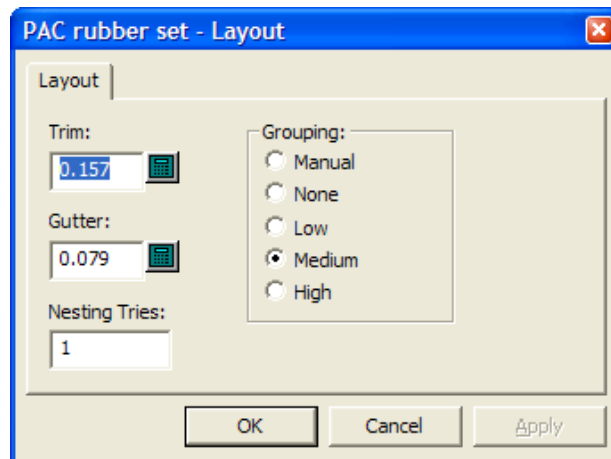 PAC rubber set - Layout
Layout
Trim:
0.157
Gutter:
0.079
Nesting Tries:
1
Grouping:
Manual
None
Low
Medium
High
OK
Cancel
Apply